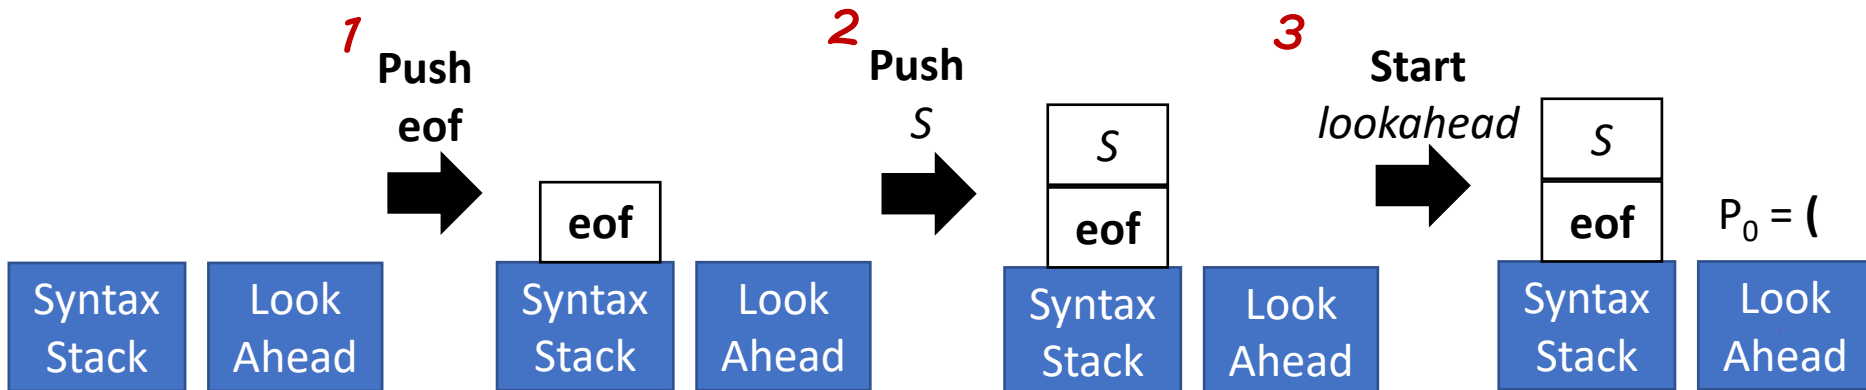 1
Push
eof
2
Push
S
3
Start
lookahead
eof
S
eof
S
eof
P₀ = (
Syntax
Stack
Look
Ahead
Syntax
Stack
Look
Ahead
Syntax
Stack
Look
Ahead
Syntax
Stack
Look
Ahead